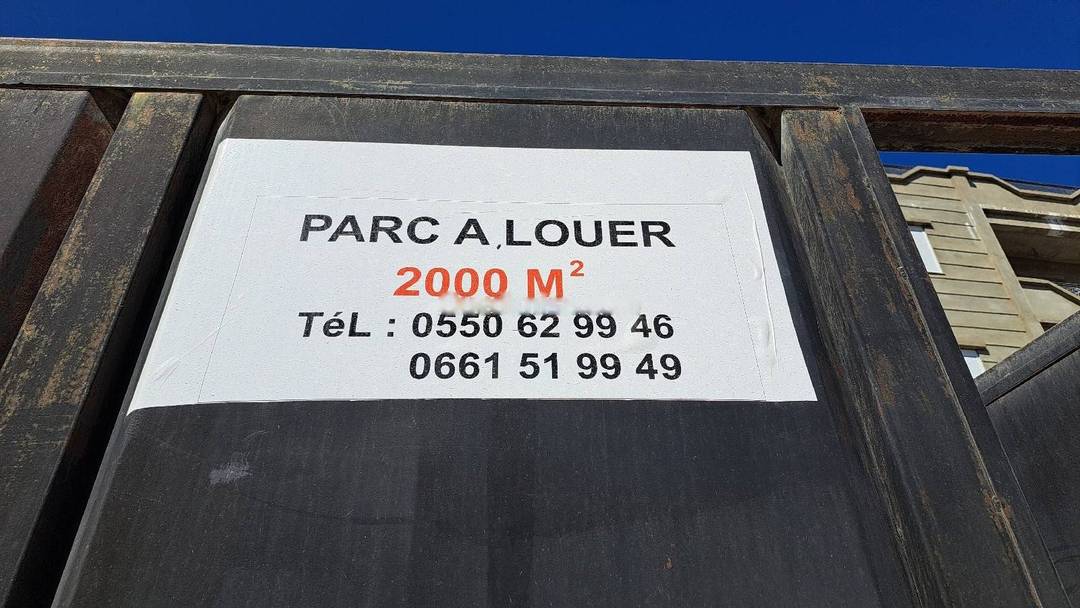 PARC A LOUER
2000 M²
TéL : 0550 62 99 46
0661 51 99 49